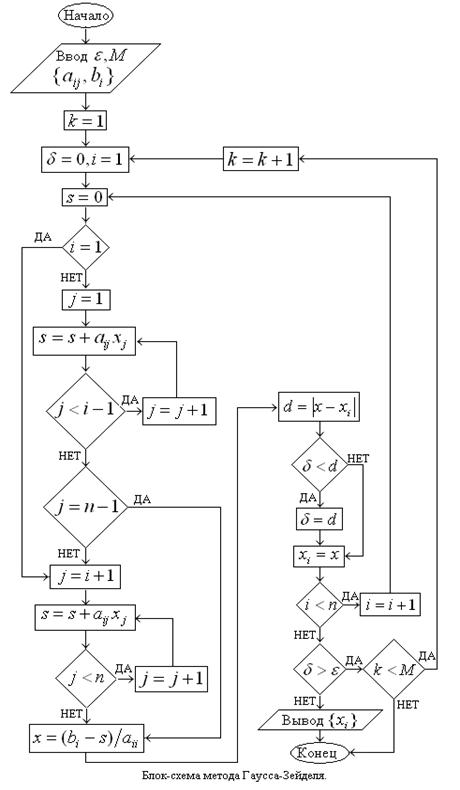 Начало
Ввод ε,M
{a_ij, b_i}
k = 1
δ = 0, i = 1
k = k + 1
s = 0
ДА
i = 1
НЕТ
j = 1
s = s + a_ij x_j
j < i − 1
ДА
j = j + 1
НЕТ
j = n − 1
ДА
НЕТ
j = i + 1
s = s + a_ij x_j
j < n
ДА
j = j + 1
НЕТ
x = (b_i − s)/a_ii
d = |x − x_i|
δ < d
НЕТ
ДА
δ = d
x_i = x
i < n
ДА
i = i + 1
НЕТ
δ > ε
ДА
k < M
ДА
НЕТ
НЕТ
Вывод {x_i}
Конец
Блок-схема метода Гаусса-Зейделя.